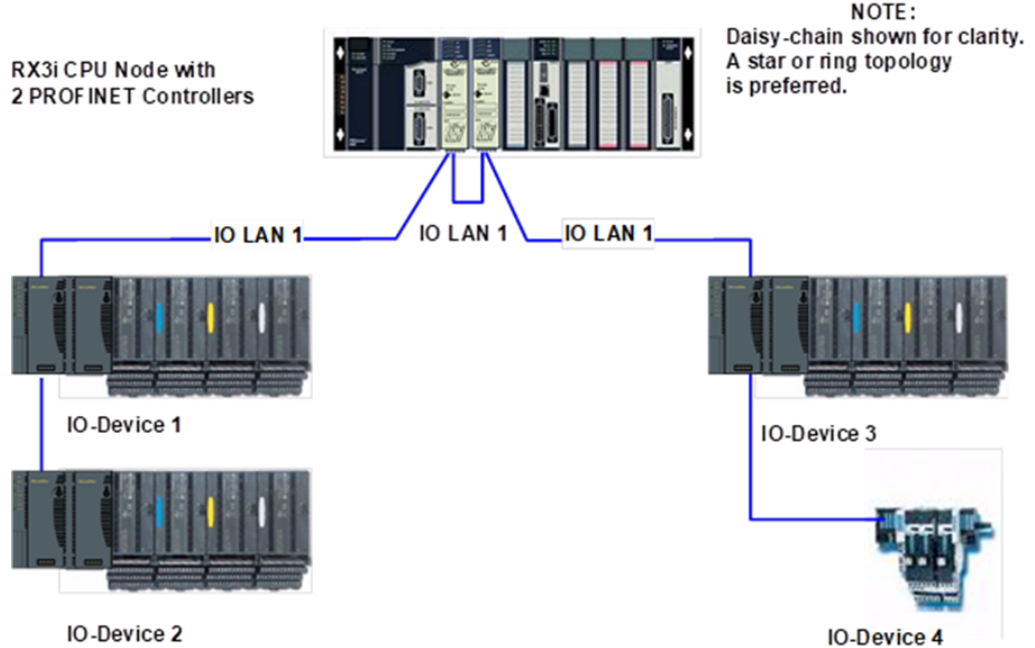 NOTE:
Daisy-chain shown for clarity.
A star or ring topology
is preferred.
RX3i CPU Node with
2 PROFINET Controllers
IO LAN 1
IO LAN 1
IO LAN 1
IO-Device 1
IO-Device 3
IO-Device 2
IO-Device 4